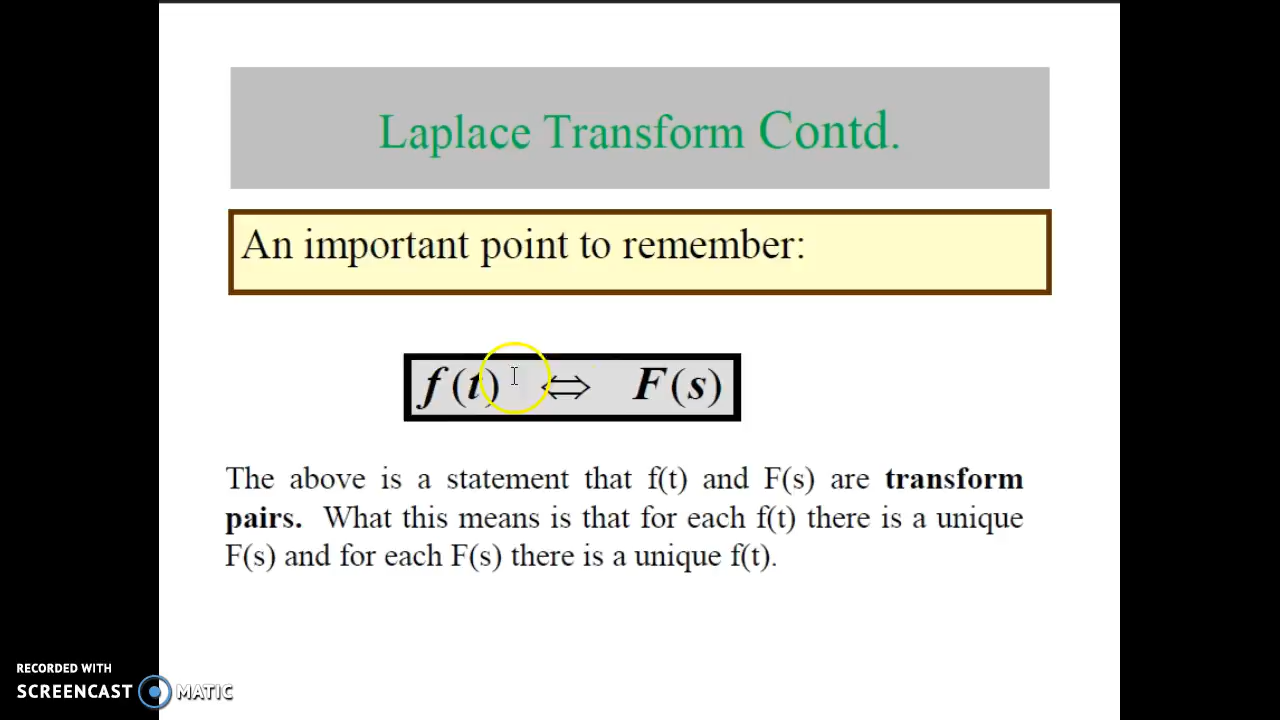 Laplace Transform Contd.
An important point to remember:
f(t) ⇔ F(s)
The above is a statement that f(t) and F(s) are transform
pairs. What this means is that for each f(t) there is a unique
F(s) and for each F(s) there is a unique f(t).
RECORDED WITH
SCREENCAST MATIC